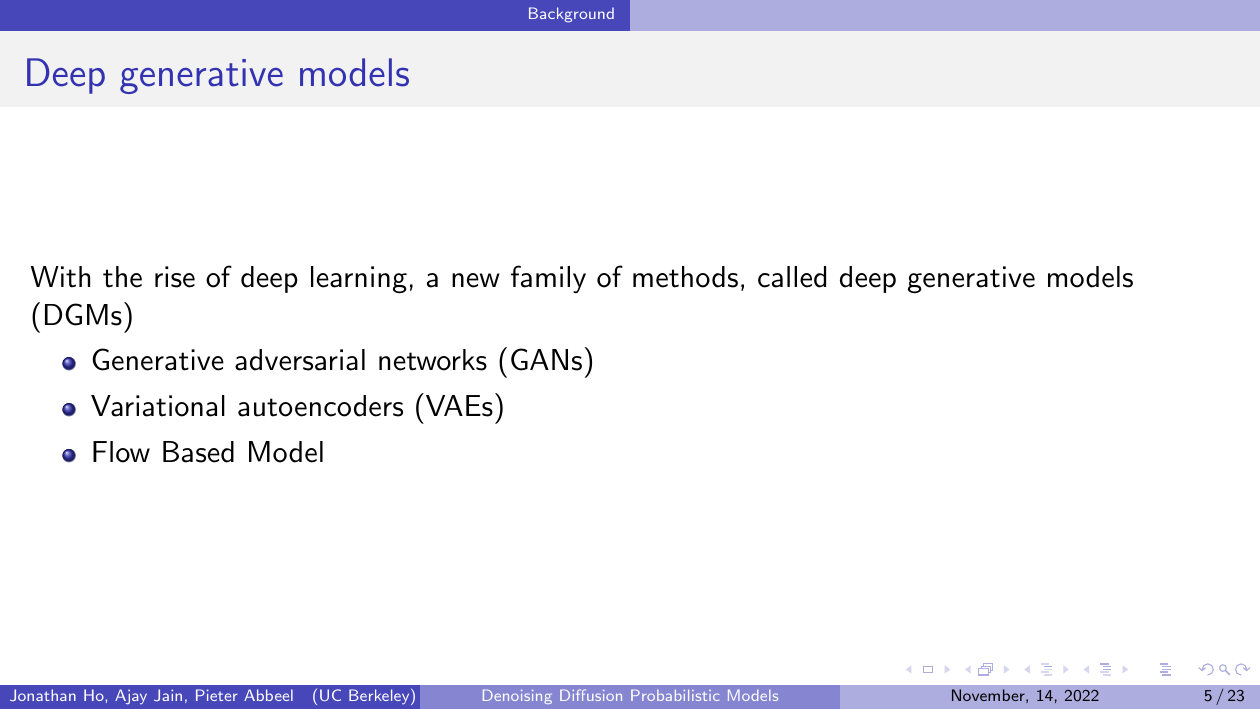 Background
Deep generative models
With the rise of deep learning, a new family of methods, called deep generative models
(DGMs)
Generative adversarial networks (GANs)
Variational autoencoders (VAEs)
Flow Based Model
Jonathan Ho, Ajay Jain, Pieter Abbeel (UC Berkeley) Denoising Diffusion Probabilistic Models November, 14, 2022 5 / 23